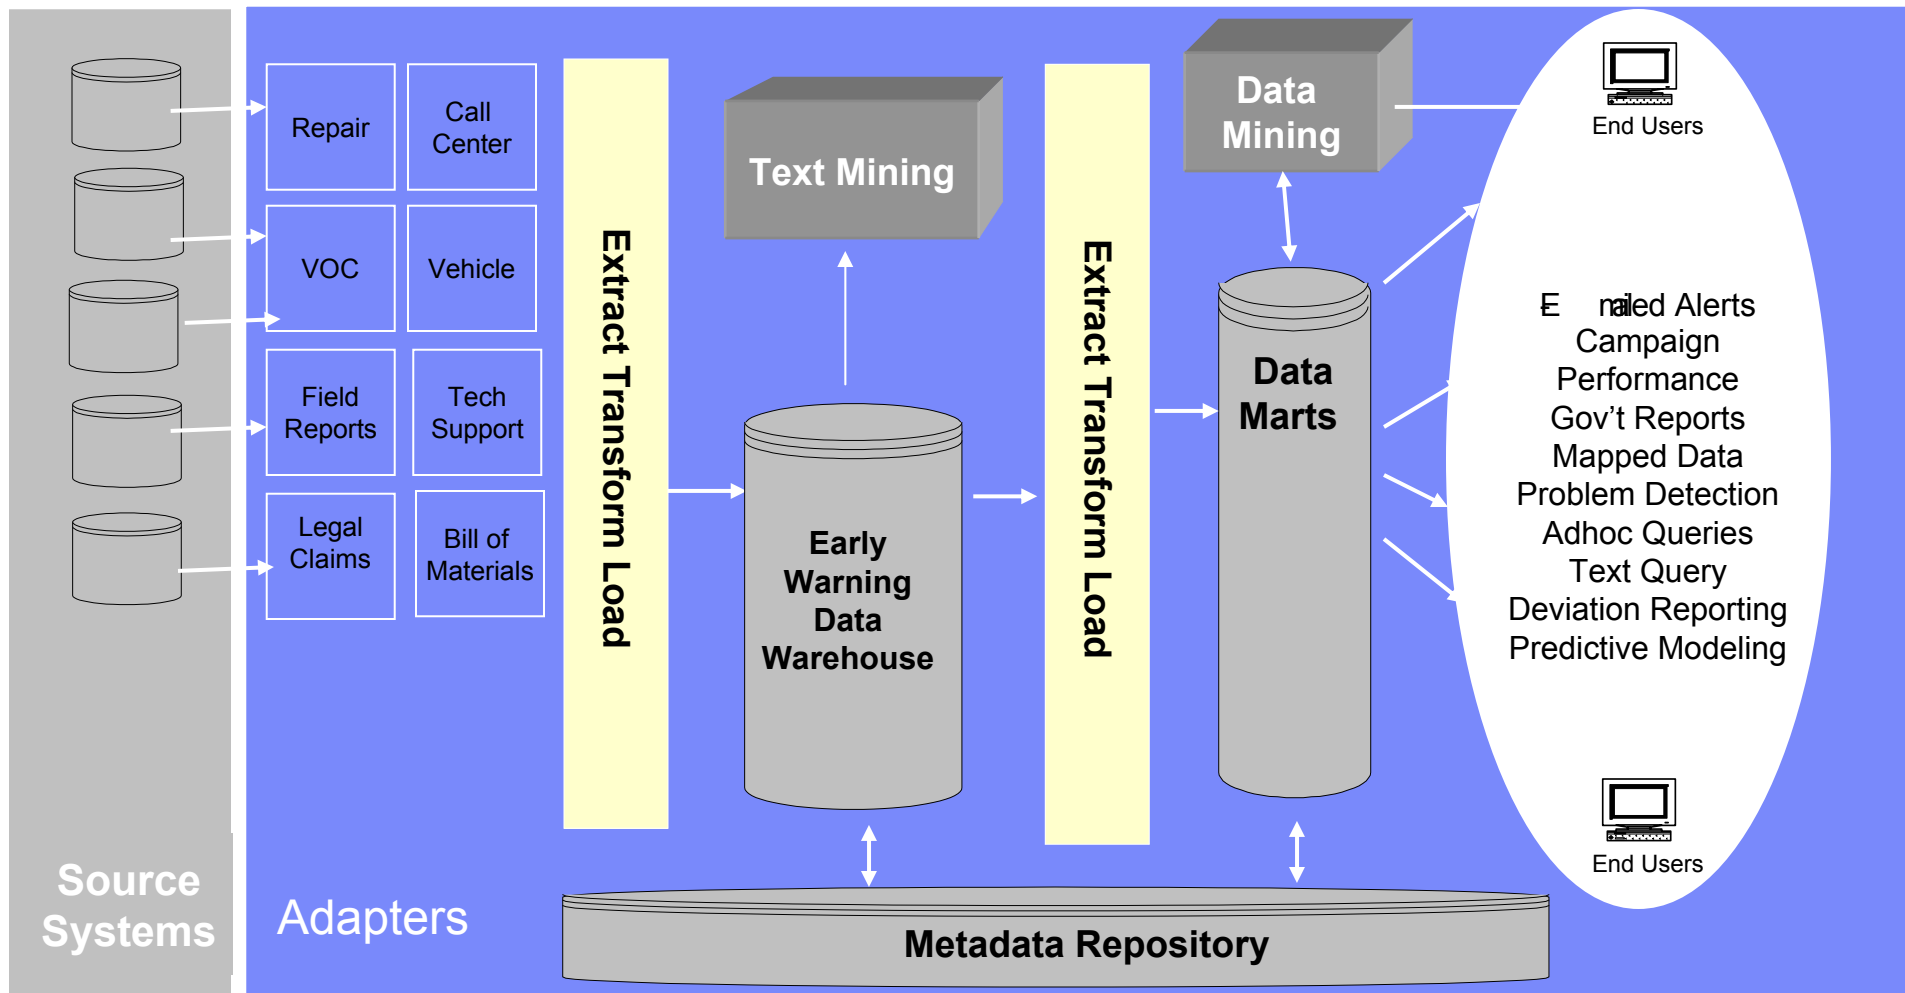 Repair
Call
Center
VOC
Vehicle
Field
Reports
Tech
Support
Legal
Claims
Bill of
Materials
Source
Systems
Adapters
Extract Transform Load
Text Mining
Early
Warning
Data
Warehouse
Extract Transform Load
Data
Mining
Data
Marts
Metadata Repository
End Users
Alerts
Campaign
Performance
Gov't Reports
Mapped Data
Problem Detection
Adhoc Queries
Text Query
Deviation Reporting
Predictive Modeling
End Users